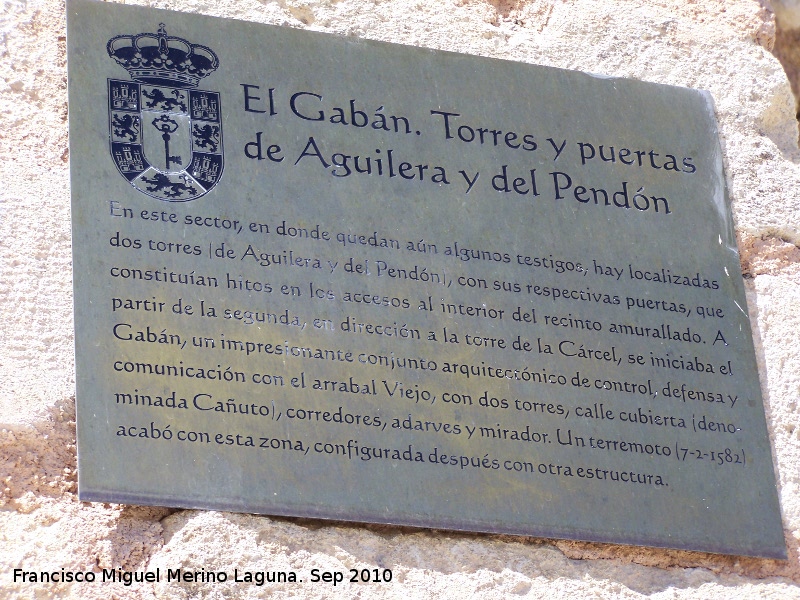 El Gabán. Torres y puertas
de Aguilera y del Pendón
En este sector, en donde quedan aún algunos testigos, hay localizadas
dos torres (de Aguilera y del Pendón), con sus respectivas puertas, que
constituían hitos en los accesos al interior del recinto amurallado. A
partir de la segunda, en dirección a la torre de la Cárcel, se iniciaba el
Gabán, un impresionante conjunto arquitectónico de control, defensa y
comunicación con el arrabal Viejo, con dos torres, calle cubierta (deno-
minada Cañuto), corredores, adarves y mirador. Un terremoto (7-2-1582)
acabó con esta zona, configurada después con otra estructura.
Francisco Miguel Merino Laguna. Sep 2010